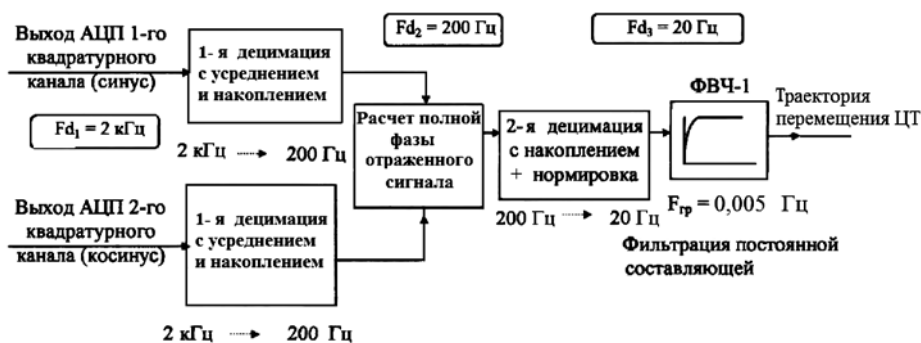 Выход АЦП 1-го
квадратурного
канала (синус)
Fd₁ = 2 кГц
1- я децимация
с усреднением
и накоплением
2 кГц 200 Гц
Fd₂ = 200 Гц
Fd₃ = 20 Гц
Расчет полной
фазы
отраженного
сигнала
2-я децимация
с накоплением
+ нормировка
200 Гц 20 Гц
ФВЧ-1
Fгр = 0,005 Гц
Фильтрация постоянной
составляющей
Траектория
перемещения ЦТ
Выход АЦП 2-го
квадратурного
канала (косинус)
1- я децимация
с усреднением
и накоплением
2 кГц 200 Гц